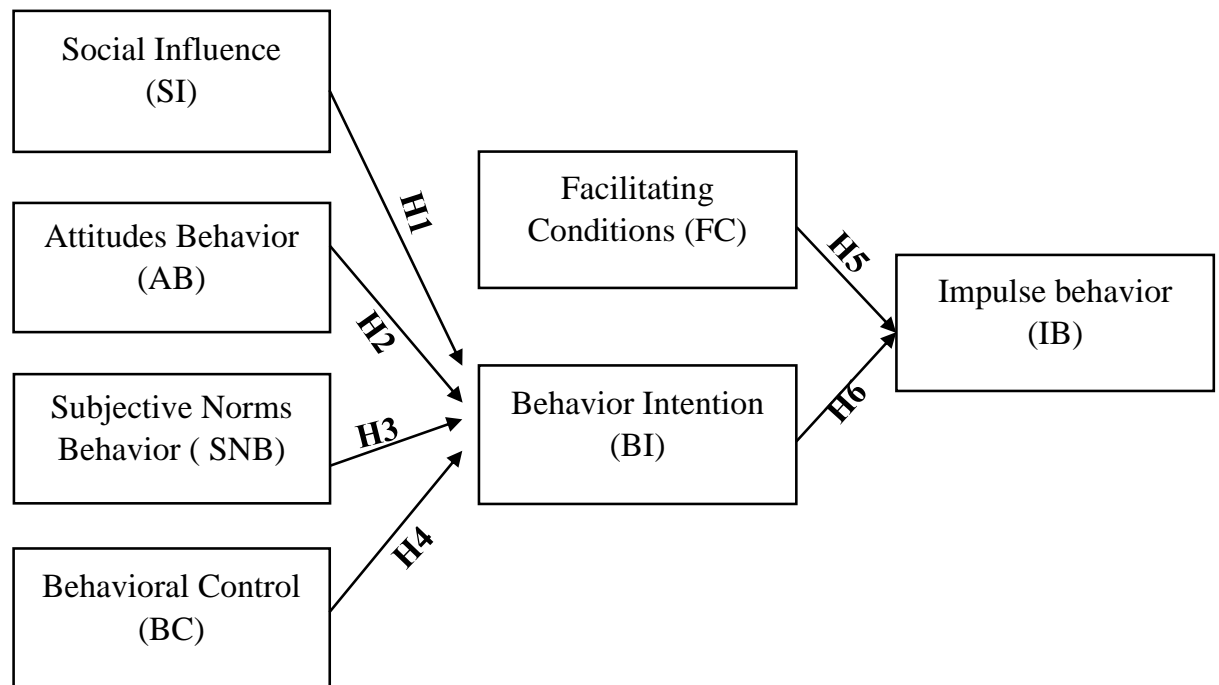 Social Influence
(SI)
H1
Attitudes Behavior
(AB)
H2
Subjective Norms
Behavior ( SNB)
H3
Behavioral Control
(BC)
H4
Facilitating
Conditions (FC)
H5
Behavior Intention
(BI)
H6
Impulse behavior
(IB)